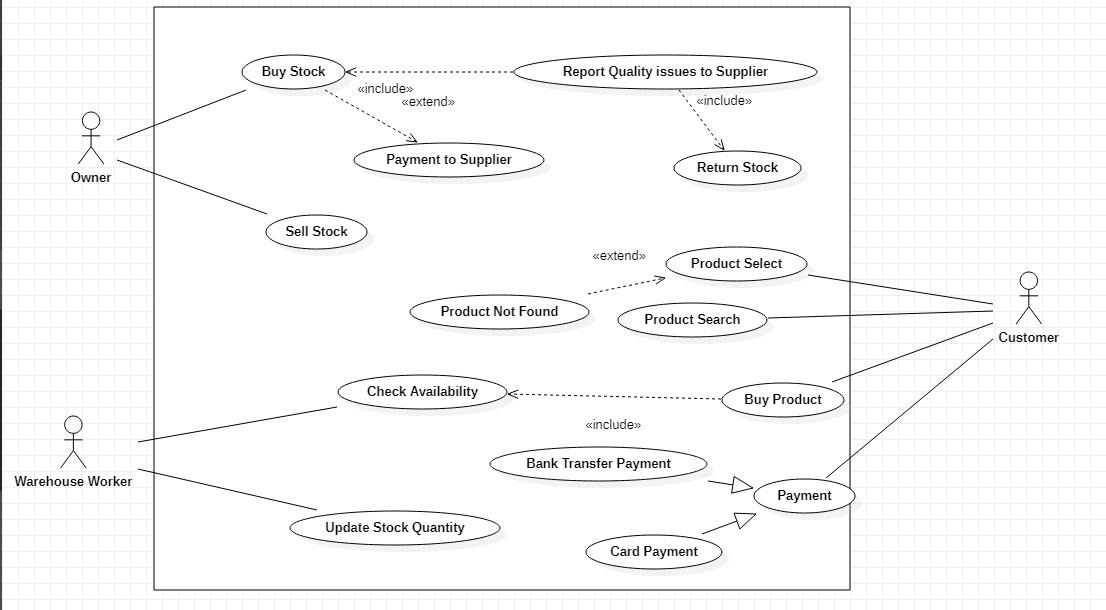 Buy Stock
Report Quality issues to Supplier
«include»
«extend»
«include»
Payment to Supplier
Return Stock
Owner
Sell Stock
«extend»
Product Select
Product Not Found
Product Search
Customer
Check Availability
Buy Product
«include»
Bank Transfer Payment
Warehouse Worker
Payment
Update Stock Quantity
Card Payment